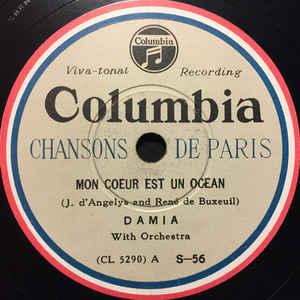 Columbia
Viva-tonal Recording
Columbia
CHANSONS DE PARIS
MON COEUR EST UN OCEAN
(J. d'Angelys and René de Buxeuil)
DAMIA
With Orchestra
(CL 5290) A S-56